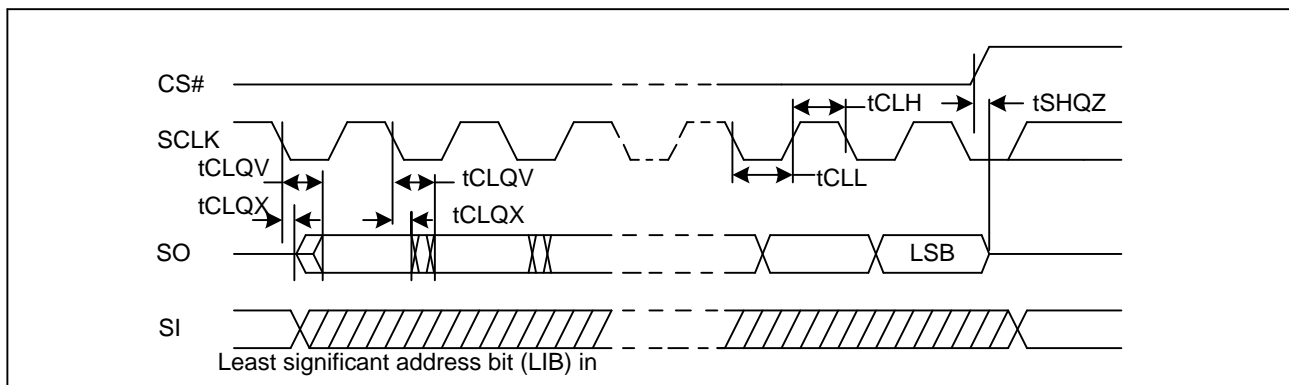 CS#
tCLH
tSHQZ
SCLK
tCLQV
tCLQV
tCLL
tCLQX
tCLQX
SO
LSB
SI
Least significant address bit (LIB) in